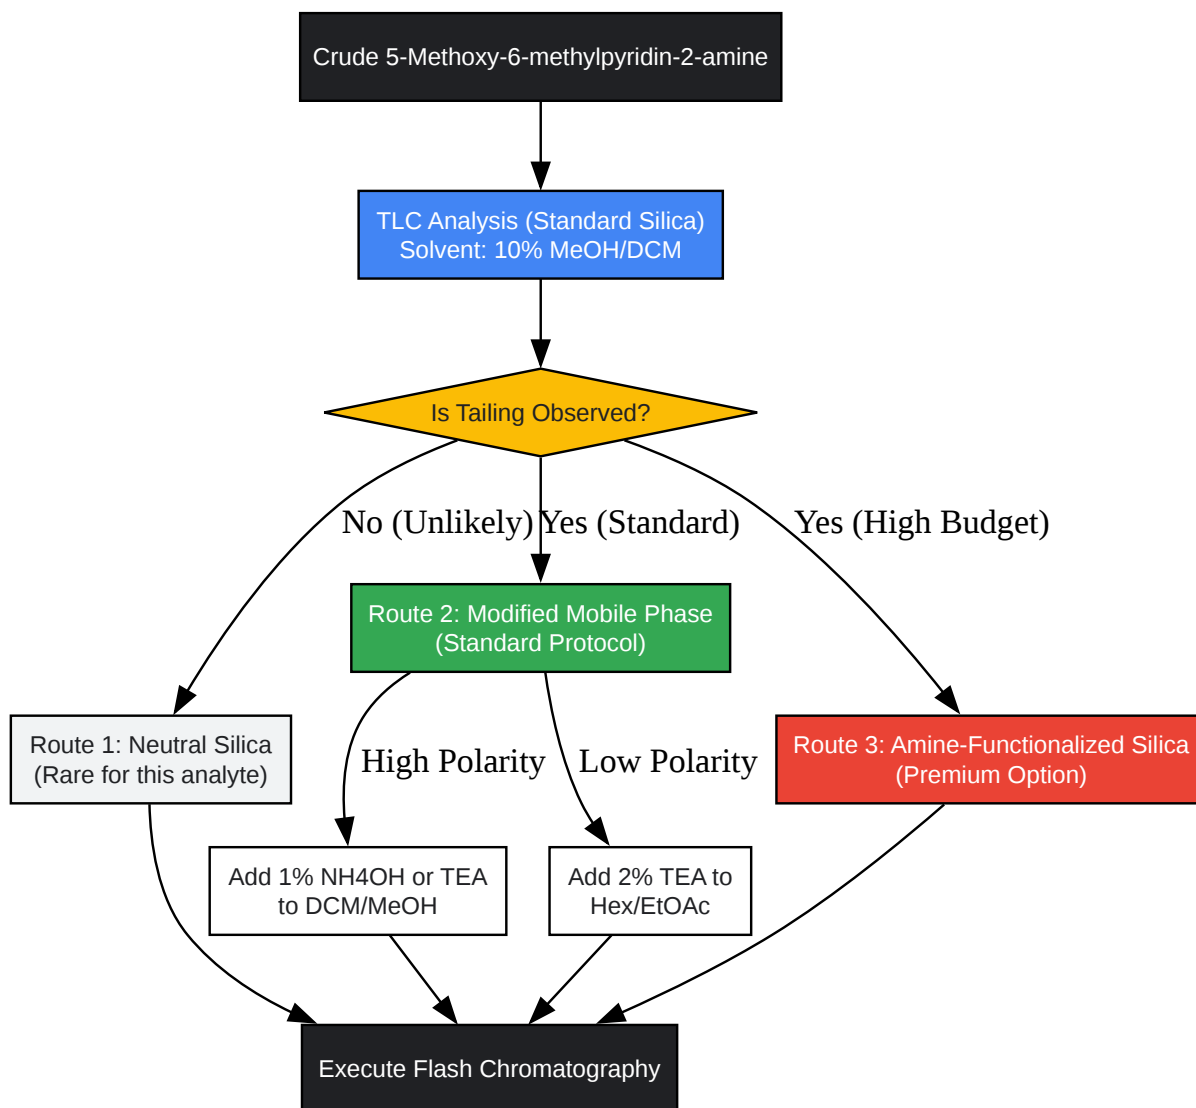 Crude 5-Methoxy-6-methylpyridin-2-amine
TLC Analysis (Standard Silica)
Solvent: 10% MeOH/DCM
Is Tailing Observed?
No (Unlikely)
Yes (Standard)
Yes (High Budget)
Route 2: Modified Mobile Phase
(Standard Protocol)
Route 1: Neutral Silica
(Rare for this analyte)
High Polarity
Low Polarity
Route 3: Amine-Functionalized Silica
(Premium Option)
Add 1% NH4OH or TEA
to DCM/MeOH
Add 2% TEA to
Hex/EtOAc
Execute Flash Chromatography